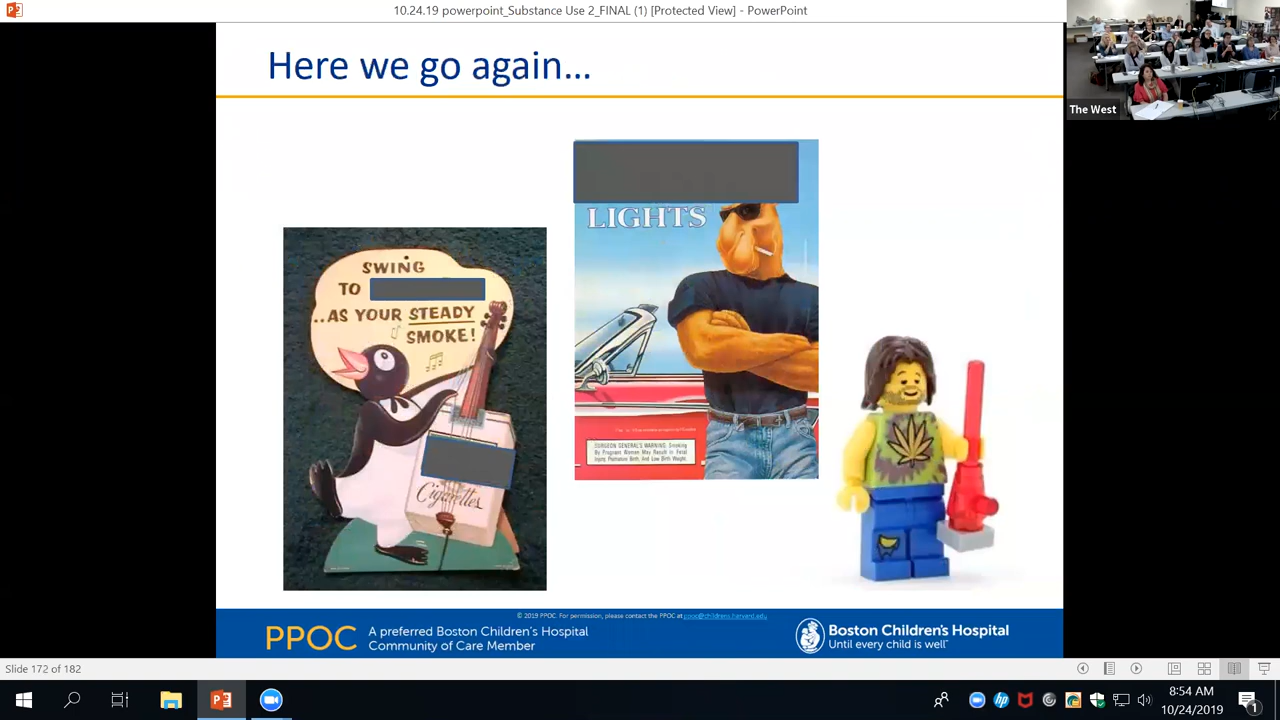 10.24.19 powerpoint_Substance Use 2_FINAL (1) [Protected View] - PowerPoint
The West
Here we go again...
SWING
TO
..AS YOUR STEADY
SMOKE!
Cigarettes
LIGHTS
SURGEON GENERAL'S WARNING: Smoking
By Pregnant Women May Result in Fetal
Injury, Premature Birth, And Low Birth Weight.
© 2019 PPOC. For permission, please contact the PPOC at ppoc@childrens.harvard.edu
PPOC
A preferred Boston Children's Hospital
Community of Care Member
Boston Children's Hospital
Until every child is well™
Slide 172 of 182
8:54 AM
10/24/2019
1